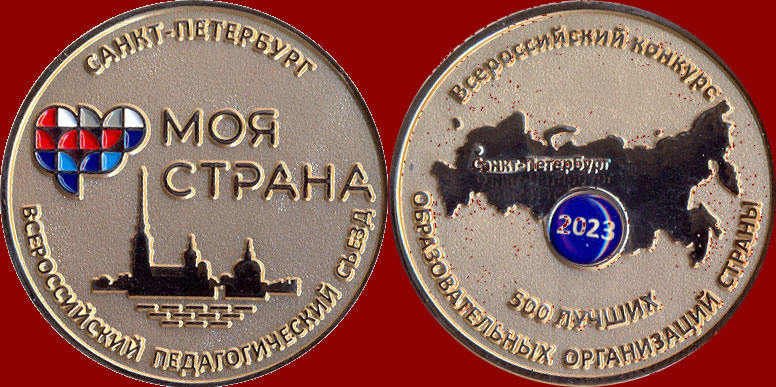 САНКТ-ПЕТЕРБУРГ
МОЯ
СТРАНА
ВСЕРОССИЙСКИЙ ПЕДАГОГИЧЕСКИЙ СЪЕЗД
Всероссийский конкурс
Санкт-Петербург
2023
500 ЛУЧШИХ
ОБРАЗОВАТЕЛЬНЫХ ОРГАНИЗАЦИЙ СТРАНЫ